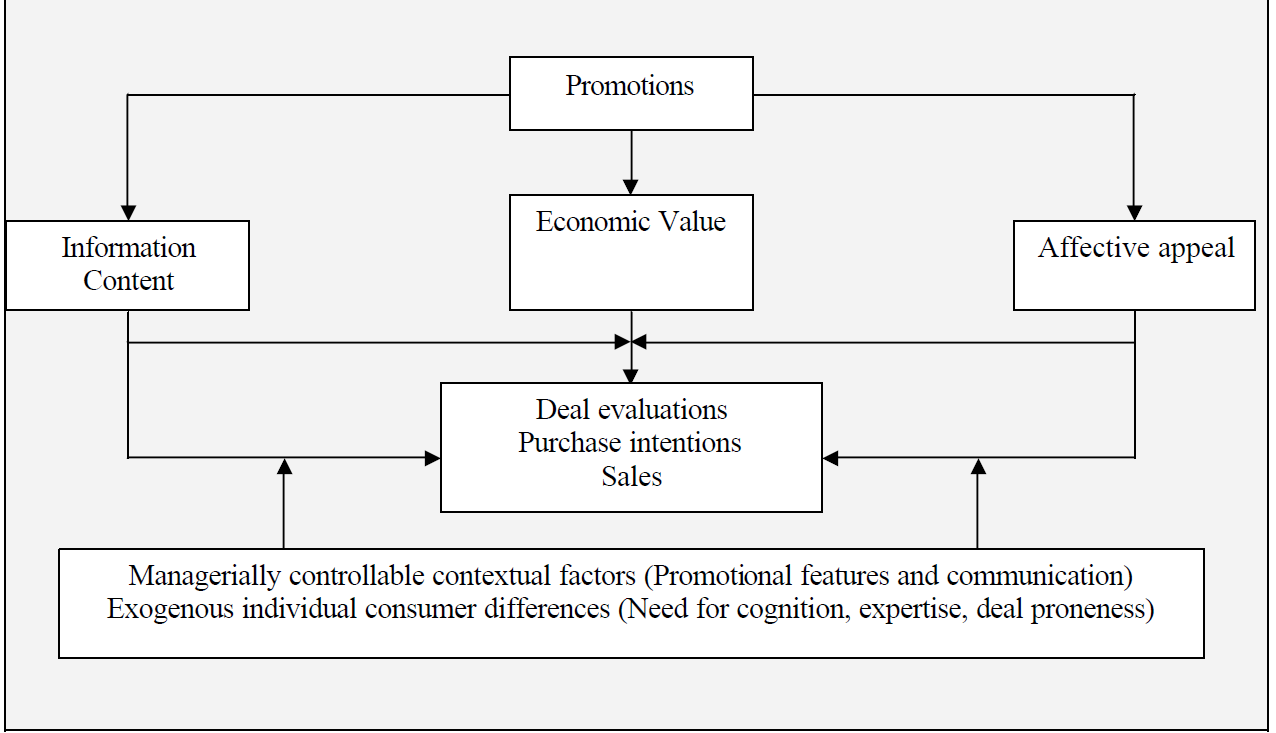 Promotions
Economic Value
Information
Content
Affective appeal
Deal evaluations
Purchase intentions
Sales
Managerially controllable contextual factors (Promotional features and communication)
Exogenous individual consumer differences (Need for cognition, expertise, deal proneness)